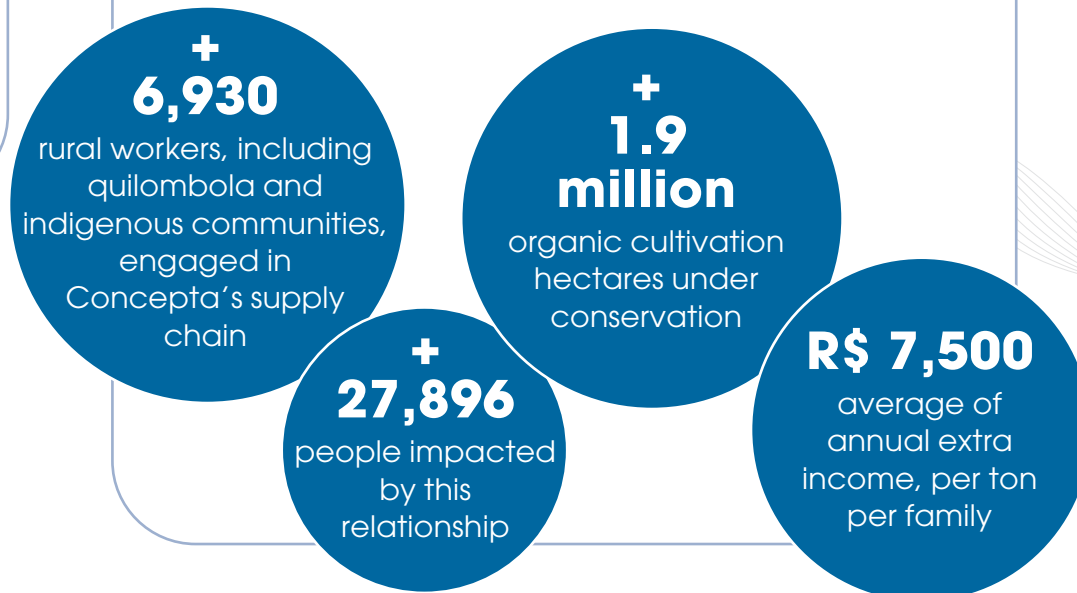 +
6,930
rural workers, including
quilombola and
indigenous communities,
engaged in
Concepta's supply
chain
+
27,896
people impacted
by this
relationship
+
1.9
million
organic cultivation
hectares under
conservation
R$ 7,500
average of
annual extra
income, per ton
per family